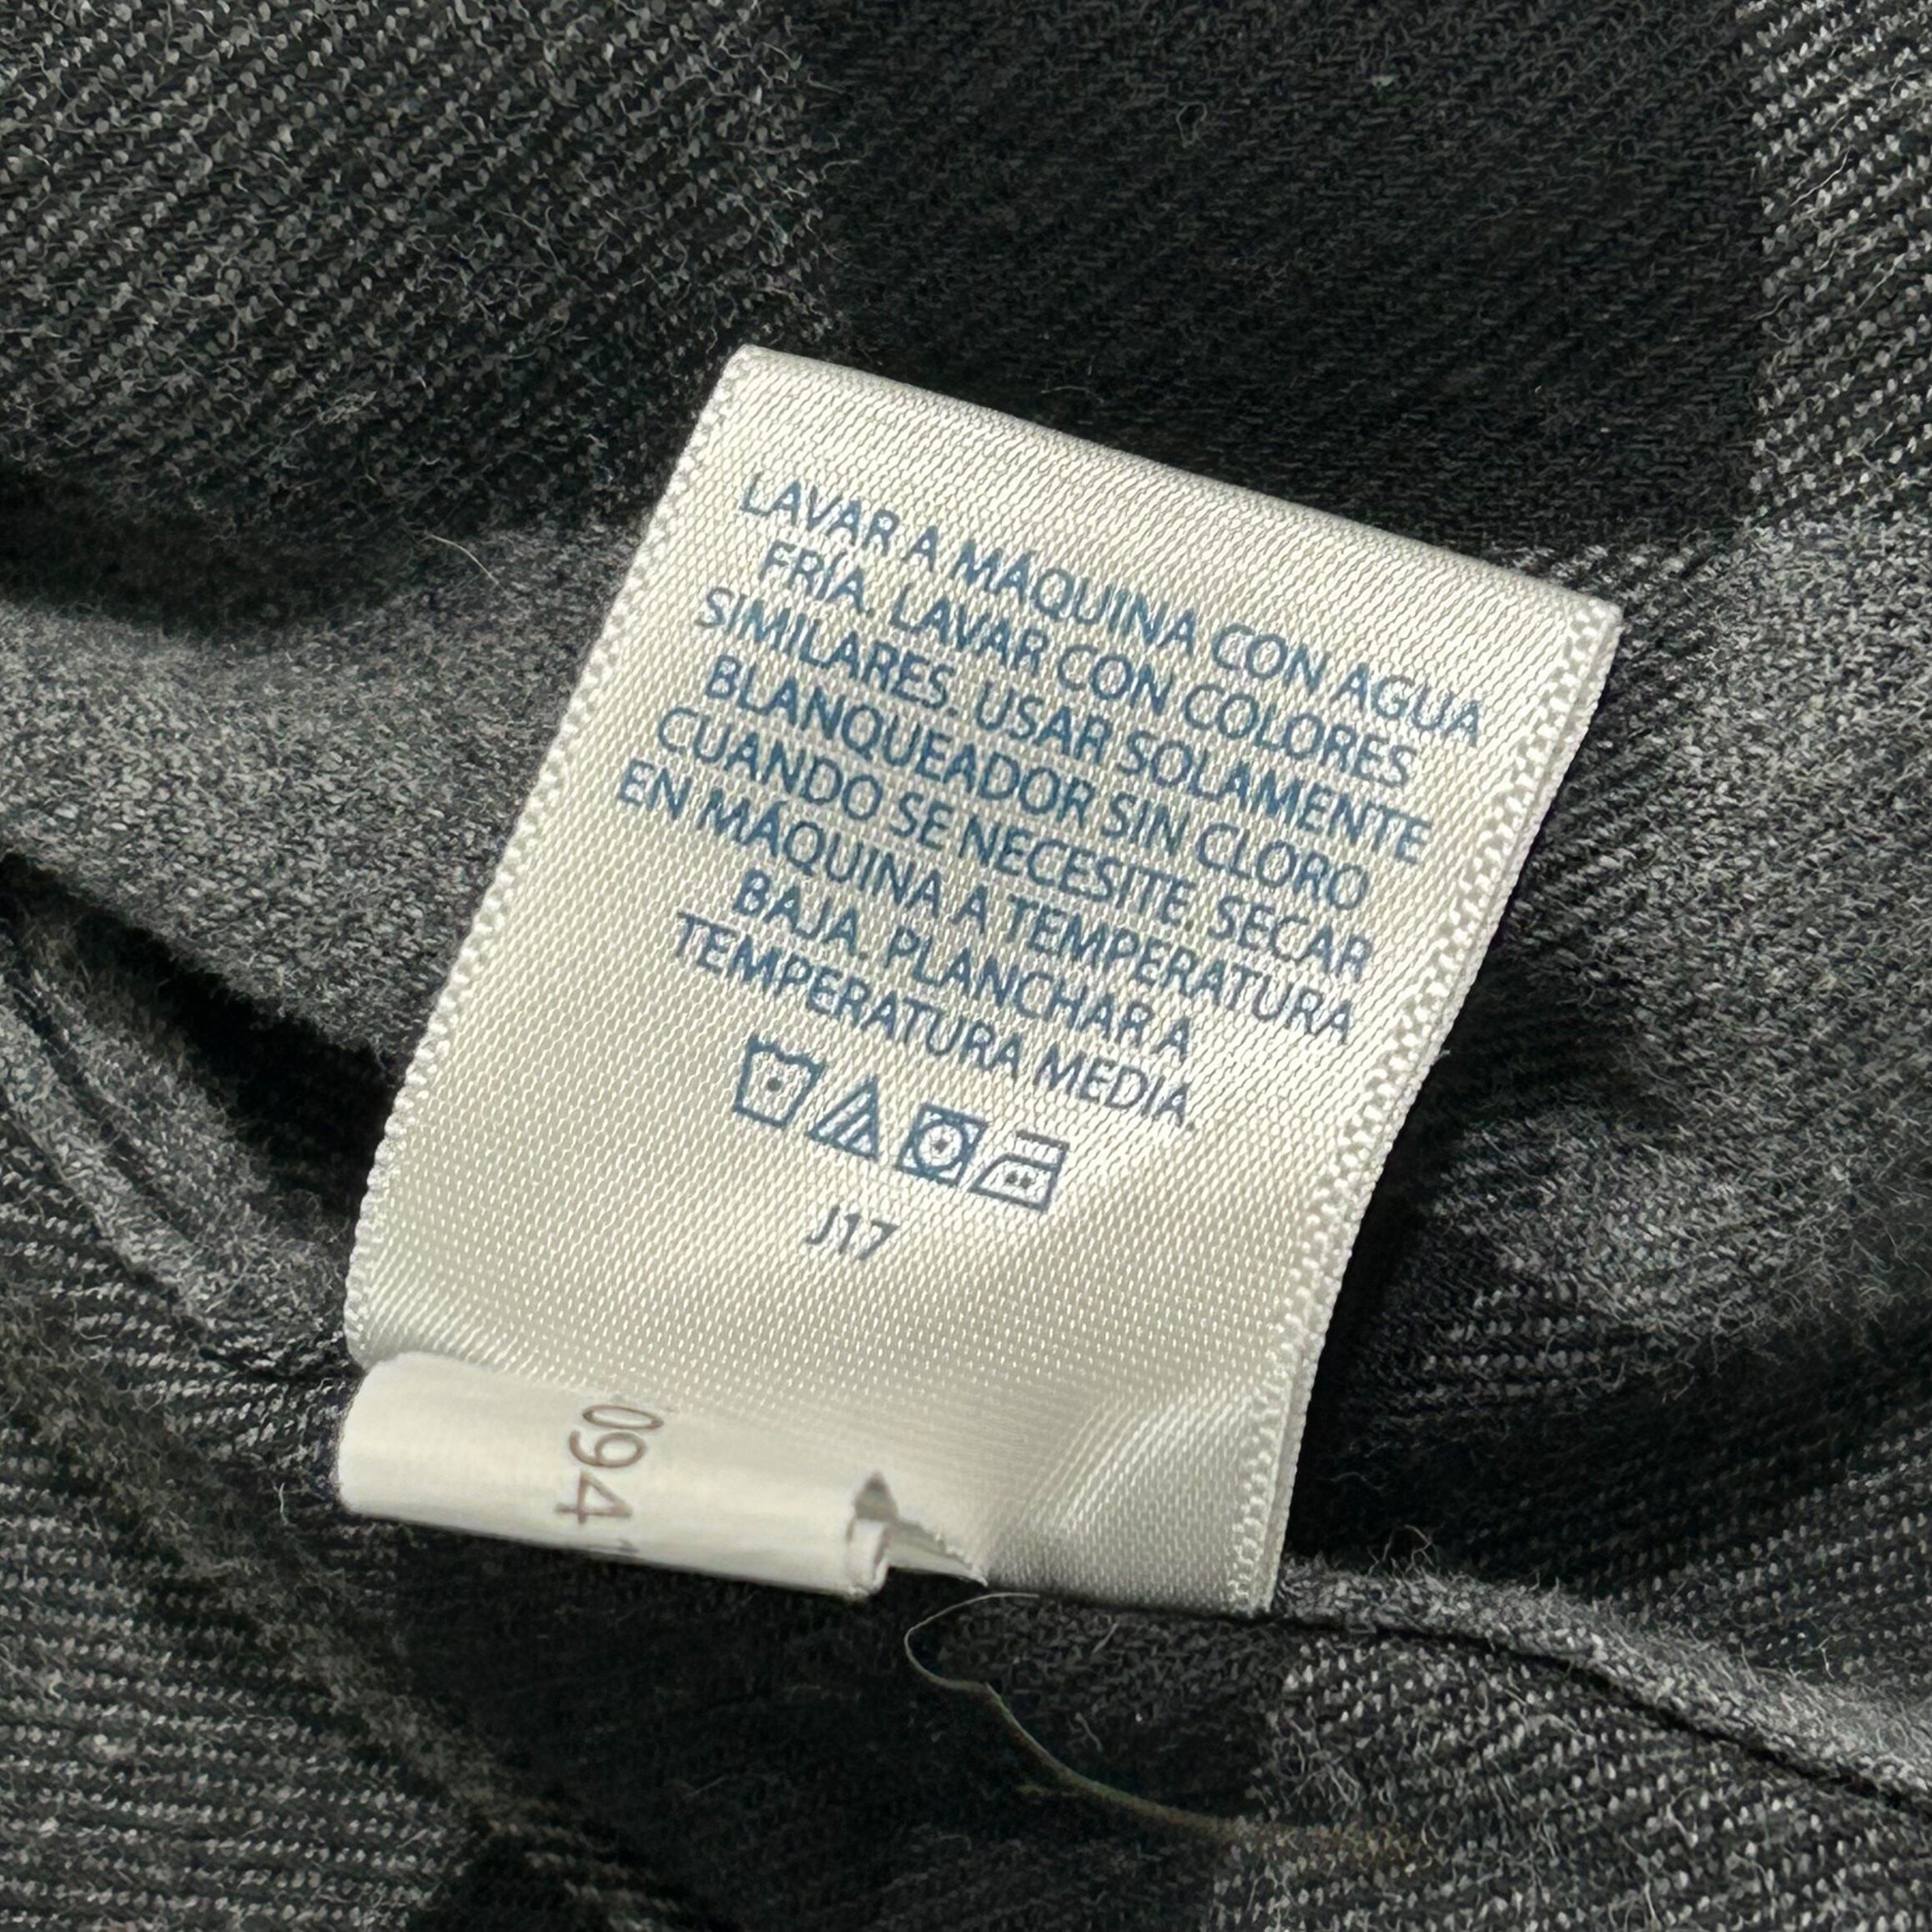 LAVAR A MÁQUINA CON AGUA
FRÍA. LAVAR CON COLORES
SIMILARES. USAR SOLAMENTE
BLANQUEADOR SIN CLORO
CUANDO SE NECESITE. SECAR
EN MÁQUINA A TEMPERATURA
BAJA. PLANCHAR A
TEMPERATURA MEDIA.
J17
094